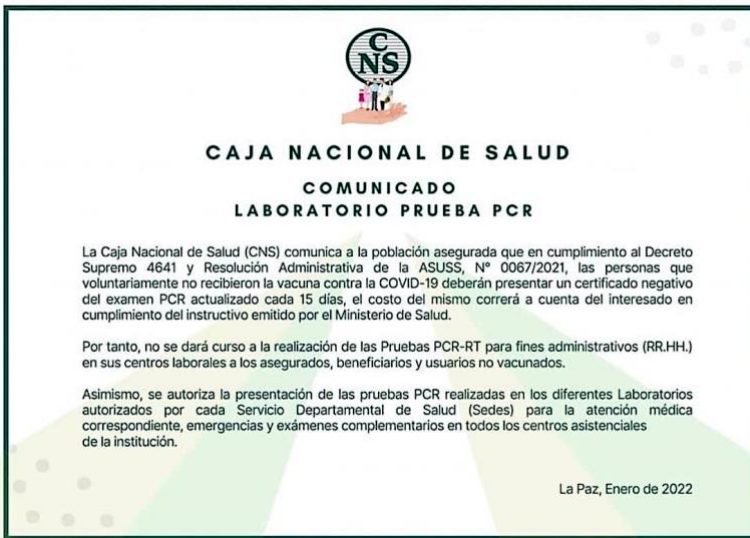 C
NS
CAJA NACIONAL DE SALUD
COMUNICADO
LABORATORIO PRUEBA PCR
La Caja Nacional de Salud (CNS) comunica a la población asegurada que en cumplimiento al Decreto
Supremo 4641 y Resolución Administrativa de la ASUSS, N° 0067/2021, las personas que
voluntariamente no recibieron la vacuna contra la COVID-19 deberán presentar un certificado negativo
del examen PCR actualizado cada 15 días, el costo del mismo correrá a cuenta del interesado en
cumplimiento del instructivo emitido por el Ministerio de Salud.
Por tanto, no se dará curso a la realización de las Pruebas PCR-RT para fines administrativos (RR.HH.)
en sus centros laborales a los asegurados, beneficiarios y usuarios no vacunados.
Asimismo, se autoriza la presentación de las pruebas PCR realizadas en los diferentes Laboratorios
autorizados por cada Servicio Departamental de Salud (Sedes) para la atención médica
correspondiente, emergencias y exámenes complementarios en todos los centros asistenciales
de la institución.
La Paz, Enero de 2022